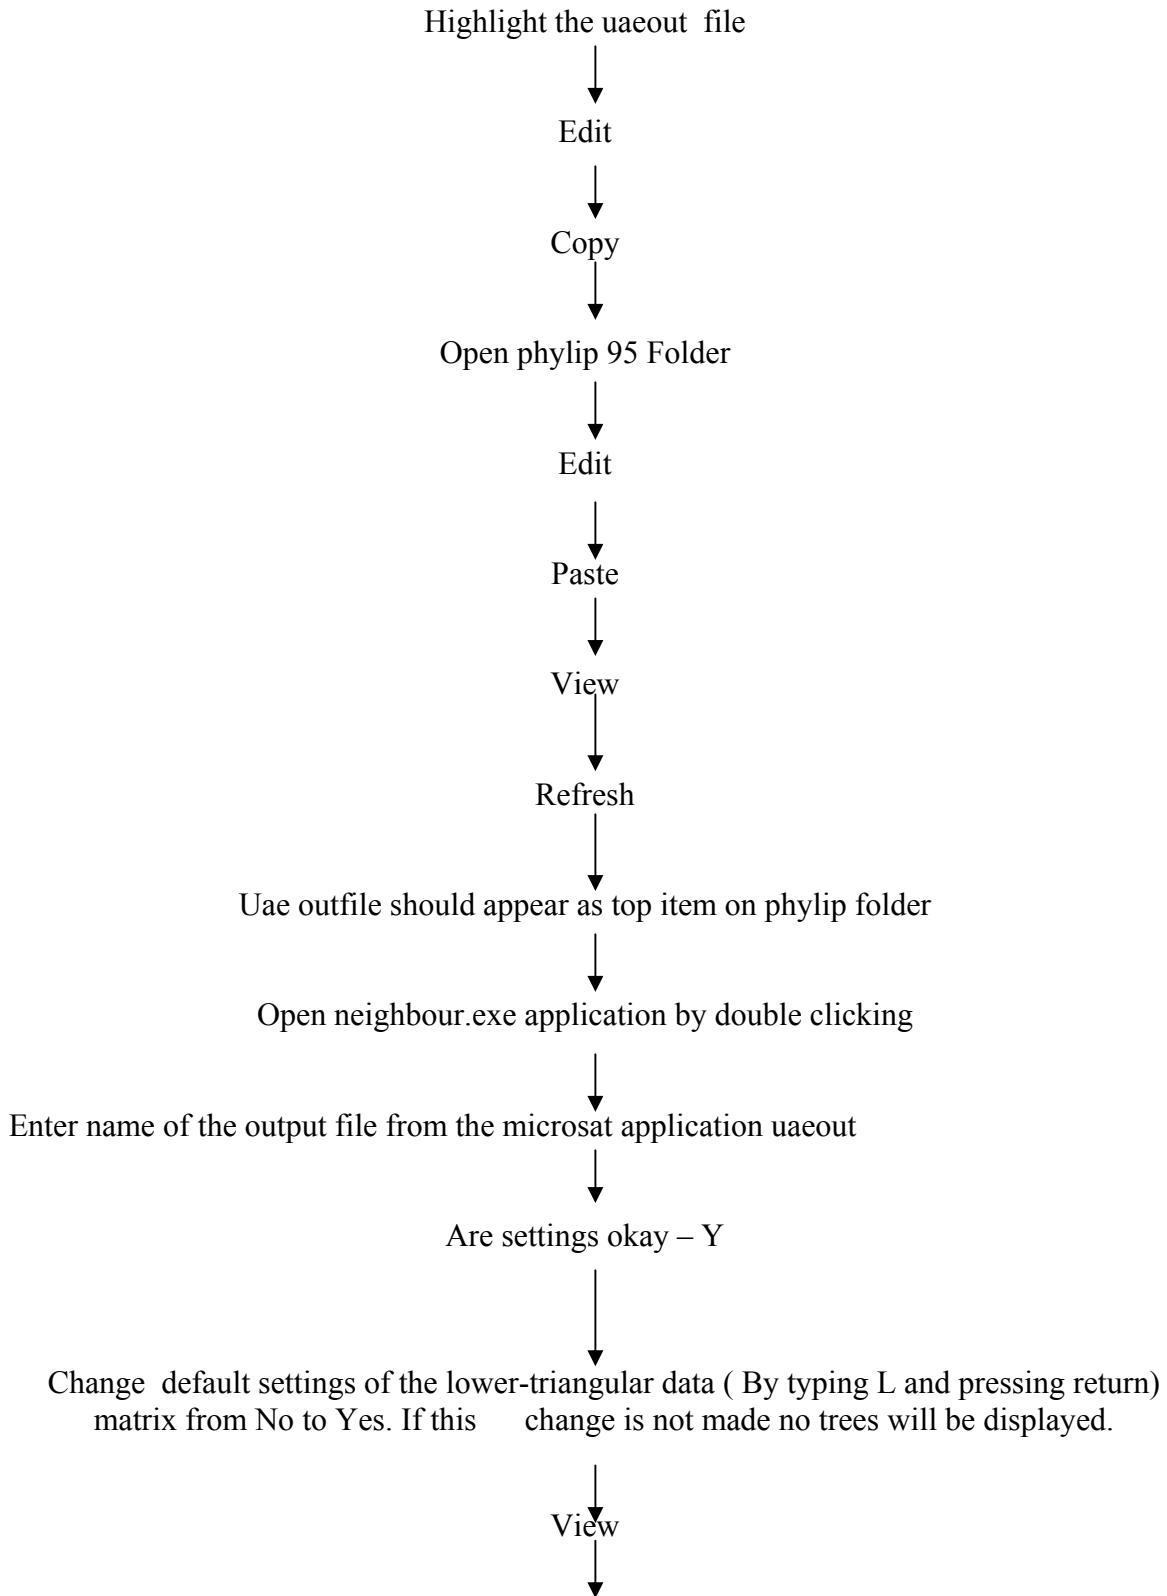 Highlight the uaeout file
Edit
Copy
Open phylip 95 Folder
Edit
Paste
View
Refresh
Uae outfile should appear as top item on phylip folder
Open neighbour.exe application by double clicking
Enter name of the output file from the microsat application uaeout
Are settings okay – Y
Change default settings of the lower-triangular data ( By typing L and pressing return)
matrix from No to Yes. If this change is not made no trees will be displayed.
View